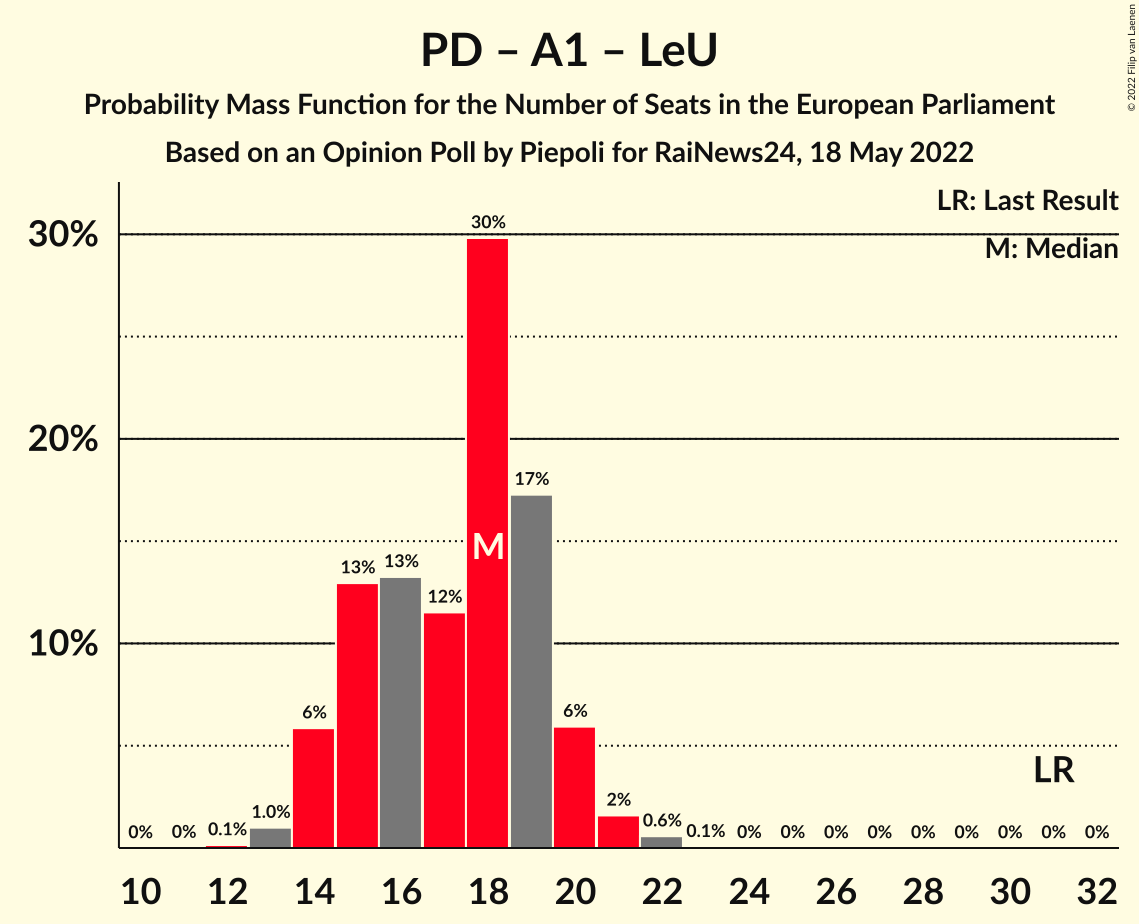 PD – A1 – LeU
Probability Mass Function for the Number of Seats in the European Parliament
Based on an Opinion Poll by Piepoli for RaiNews24, 18 May 2022
© 2022 Filip van Laenen
LR: Last Result
M: Median
30%
20%
10%
0%
0%
0.1%
1.0%
6%
13%
13%
12%
30%
17%
6%
2%
0.6%
0.1%
0%
0%
0%
0%
0%
0%
0%
0%
0%
M
LR
10 12 14 16 18 20 22 24 26 28 30 32